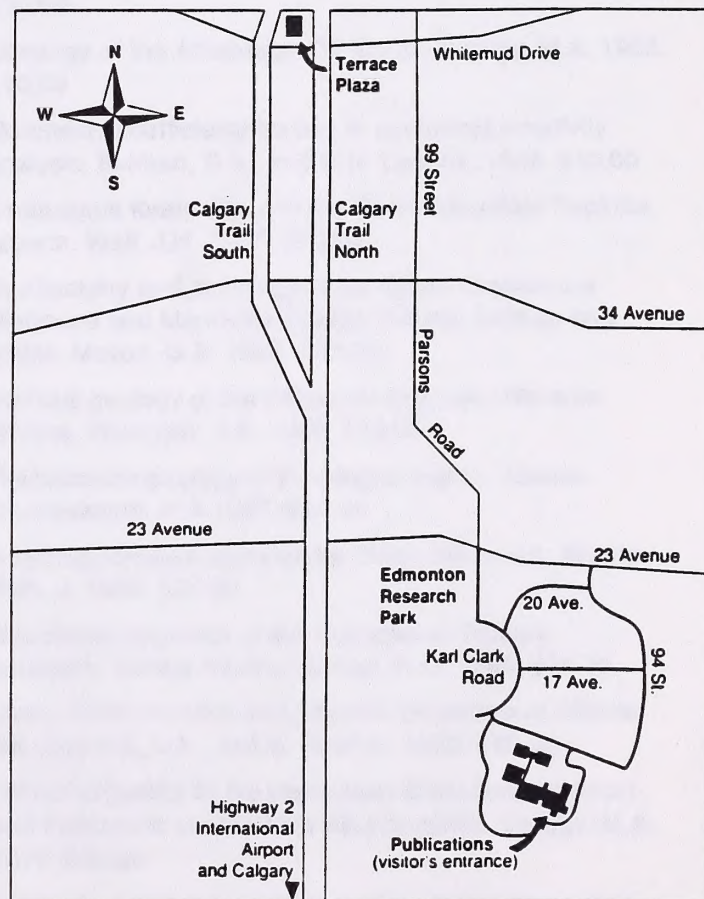 N
W E
S
Terrace
Plaza
Whitemud Drive
99 Street
Calgary
Trail
South
Calgary
Trail
North
34 Avenue
Parsons
Road
23 Avenue
23 Avenue
Edmonton
Research
Park
20 Ave.
Karl Clark
Road
17 Ave.
94 St.
Highway 2
International
Airport
and Calgary
Publications
(visitor's entrance)